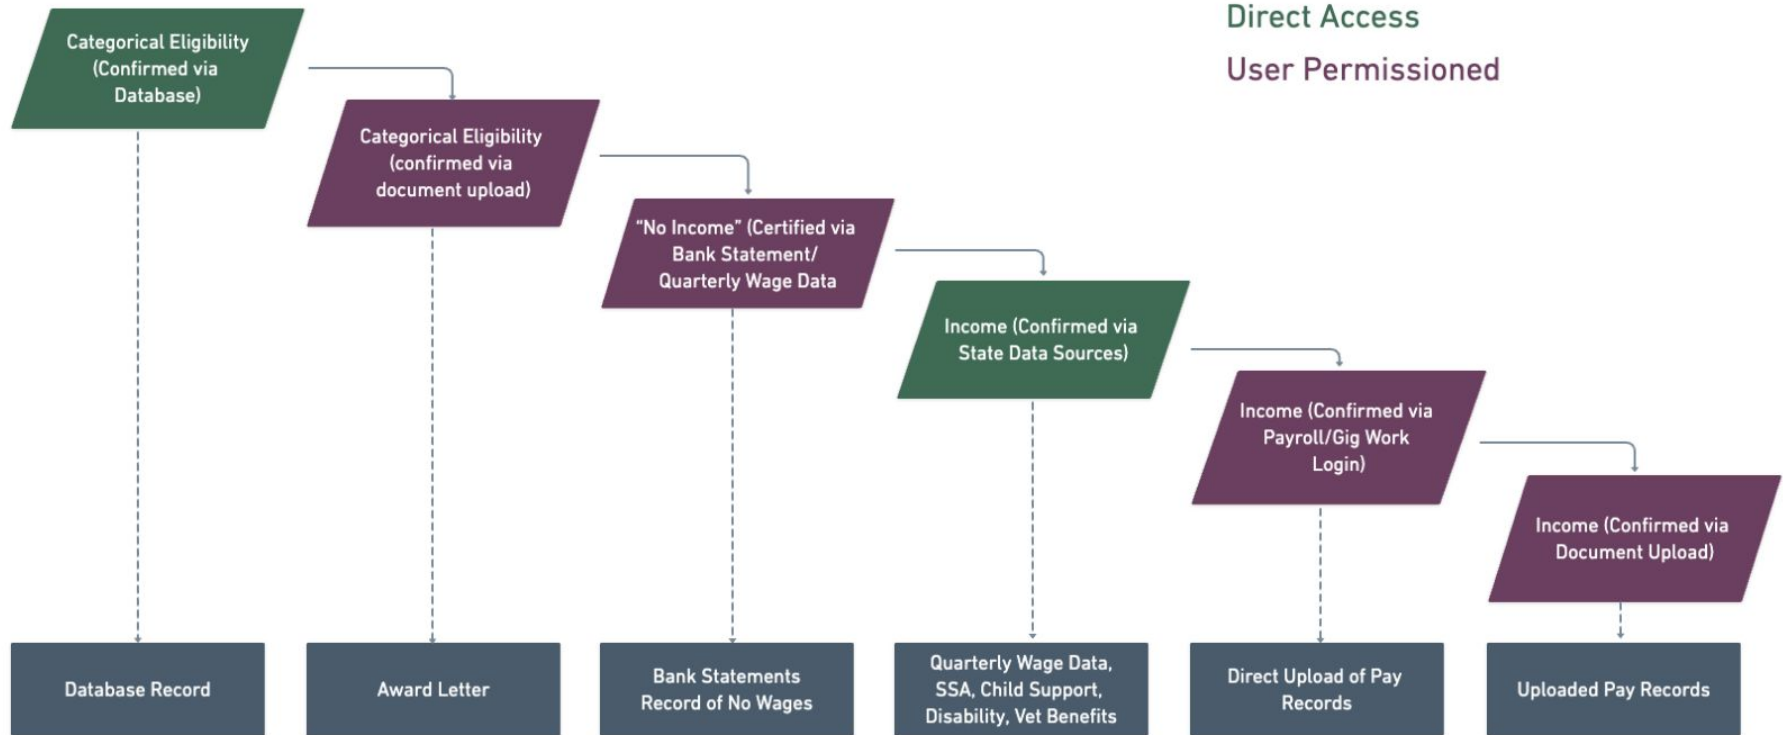 Direct Access
User Permissioned
Categorical Eligibility
(Confirmed via
Database)
Categorical Eligibility
(confirmed via
document upload)
“No Income” (Certified via
Bank Statement/
Quarterly Wage Data
Income (Confirmed via
State Data Sources)
Income (Confirmed via
Payroll/Gig Work
Login)
Income (Confirmed via
Document Upload)
Database Record
Award Letter
Bank Statements
Record of No Wages
Quarterly Wage Data,
SSA, Child Support,
Disability, Vet Benefits
Direct Upload of Pay
Records
Uploaded Pay Records